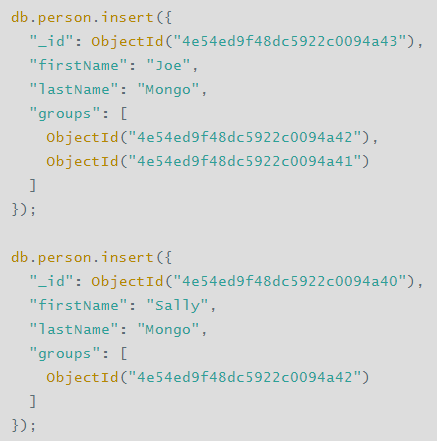 db.person.insert({
  "_id": ObjectId("4e54ed9f48dc5922c0094a43"),
  "firstName": "Joe",
  "lastName": "Mongo",
  "groups": [
    ObjectId("4e54ed9f48dc5922c0094a42"),
    ObjectId("4e54ed9f48dc5922c0094a41")
  ]
});

db.person.insert({
  "_id": ObjectId("4e54ed9f48dc5922c0094a40"),
  "firstName": "Sally",
  "lastName": "Mongo",
  "groups": [
    ObjectId("4e54ed9f48dc5922c0094a42")
  ]
});